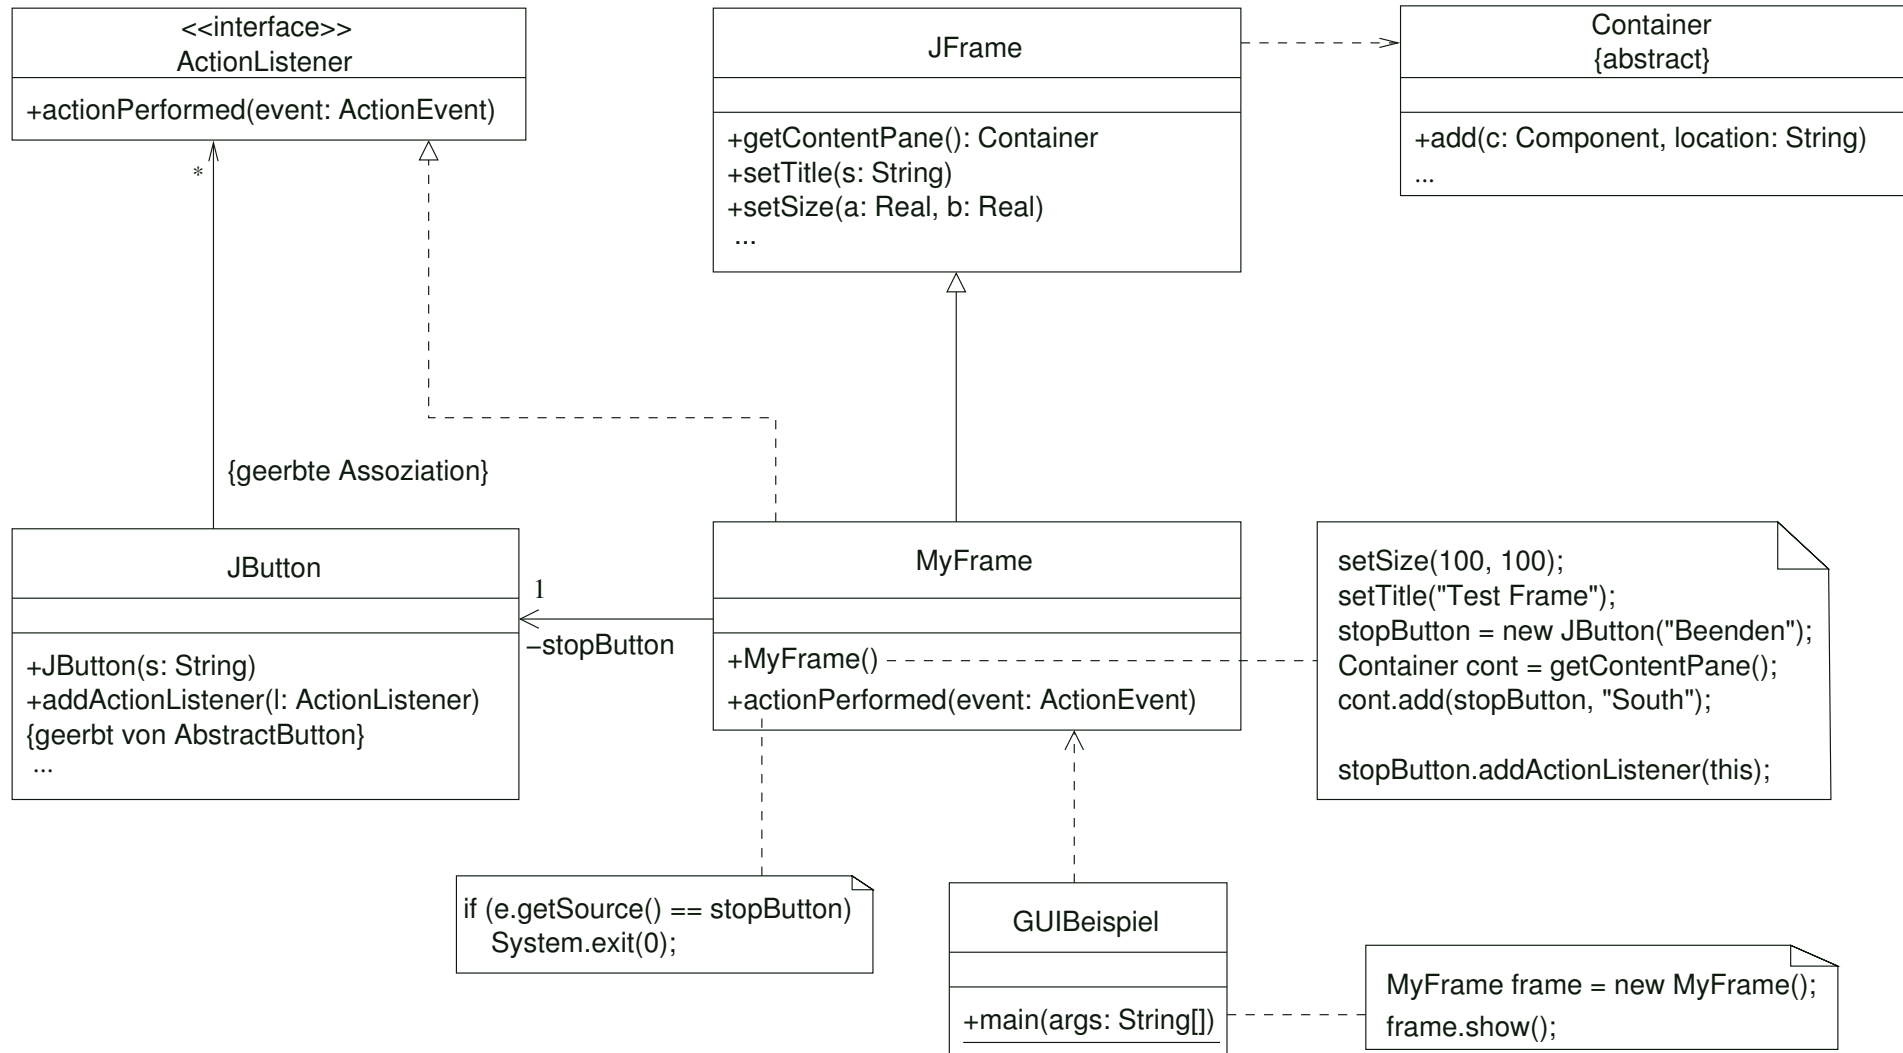 <<interface>>
ActionListener
+actionPerformed(event: ActionEvent)
JFrame
+getContentPane(): Container
+setTitle(s: String)
+setSize(a: Real, b: Real)
...
Container
{abstract}
+add(c: Component, location: String)
...
*
{geerbte Assoziation}
JButton
+JButton(s: String)
+addActionListener(l: ActionListener)
{geerbt von AbstractButton}
...
1
−stopButton
MyFrame
+MyFrame()
+actionPerformed(event: ActionEvent)
setSize(100, 100);
setTitle("Test Frame");
stopButton = new JButton("Beenden");
Container cont = getContentPane();
cont.add(stopButton, "South");
stopButton.addActionListener(this);
if (e.getSource() == stopButton)
System.exit(0);
GUIBeispiel
+main(args: String[])
MyFrame frame = new MyFrame();
frame.show();